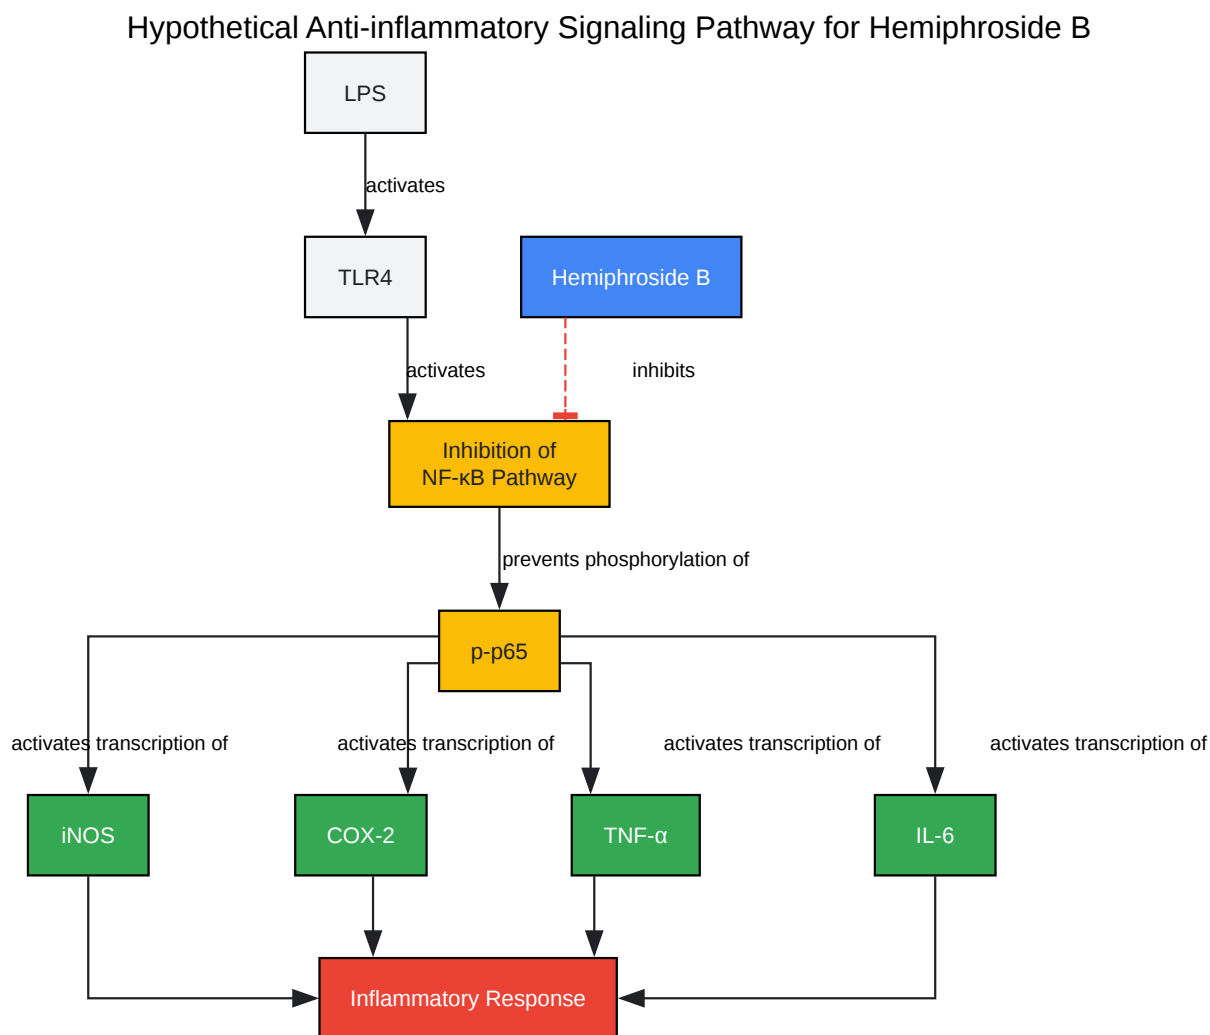 Hypothetical Anti-inflammatory Signaling Pathway for Hemiphroside B
LPS
activates
TLR4
Hemiphroside B
activates
inhibits
Inhibition of
NF-κB Pathway
prevents phosphorylation of
p-p65
activates transcription of
activates transcription of
activates transcription of
activates transcription of
iNOS
COX-2
TNF-α
IL-6
Inflammatory Response